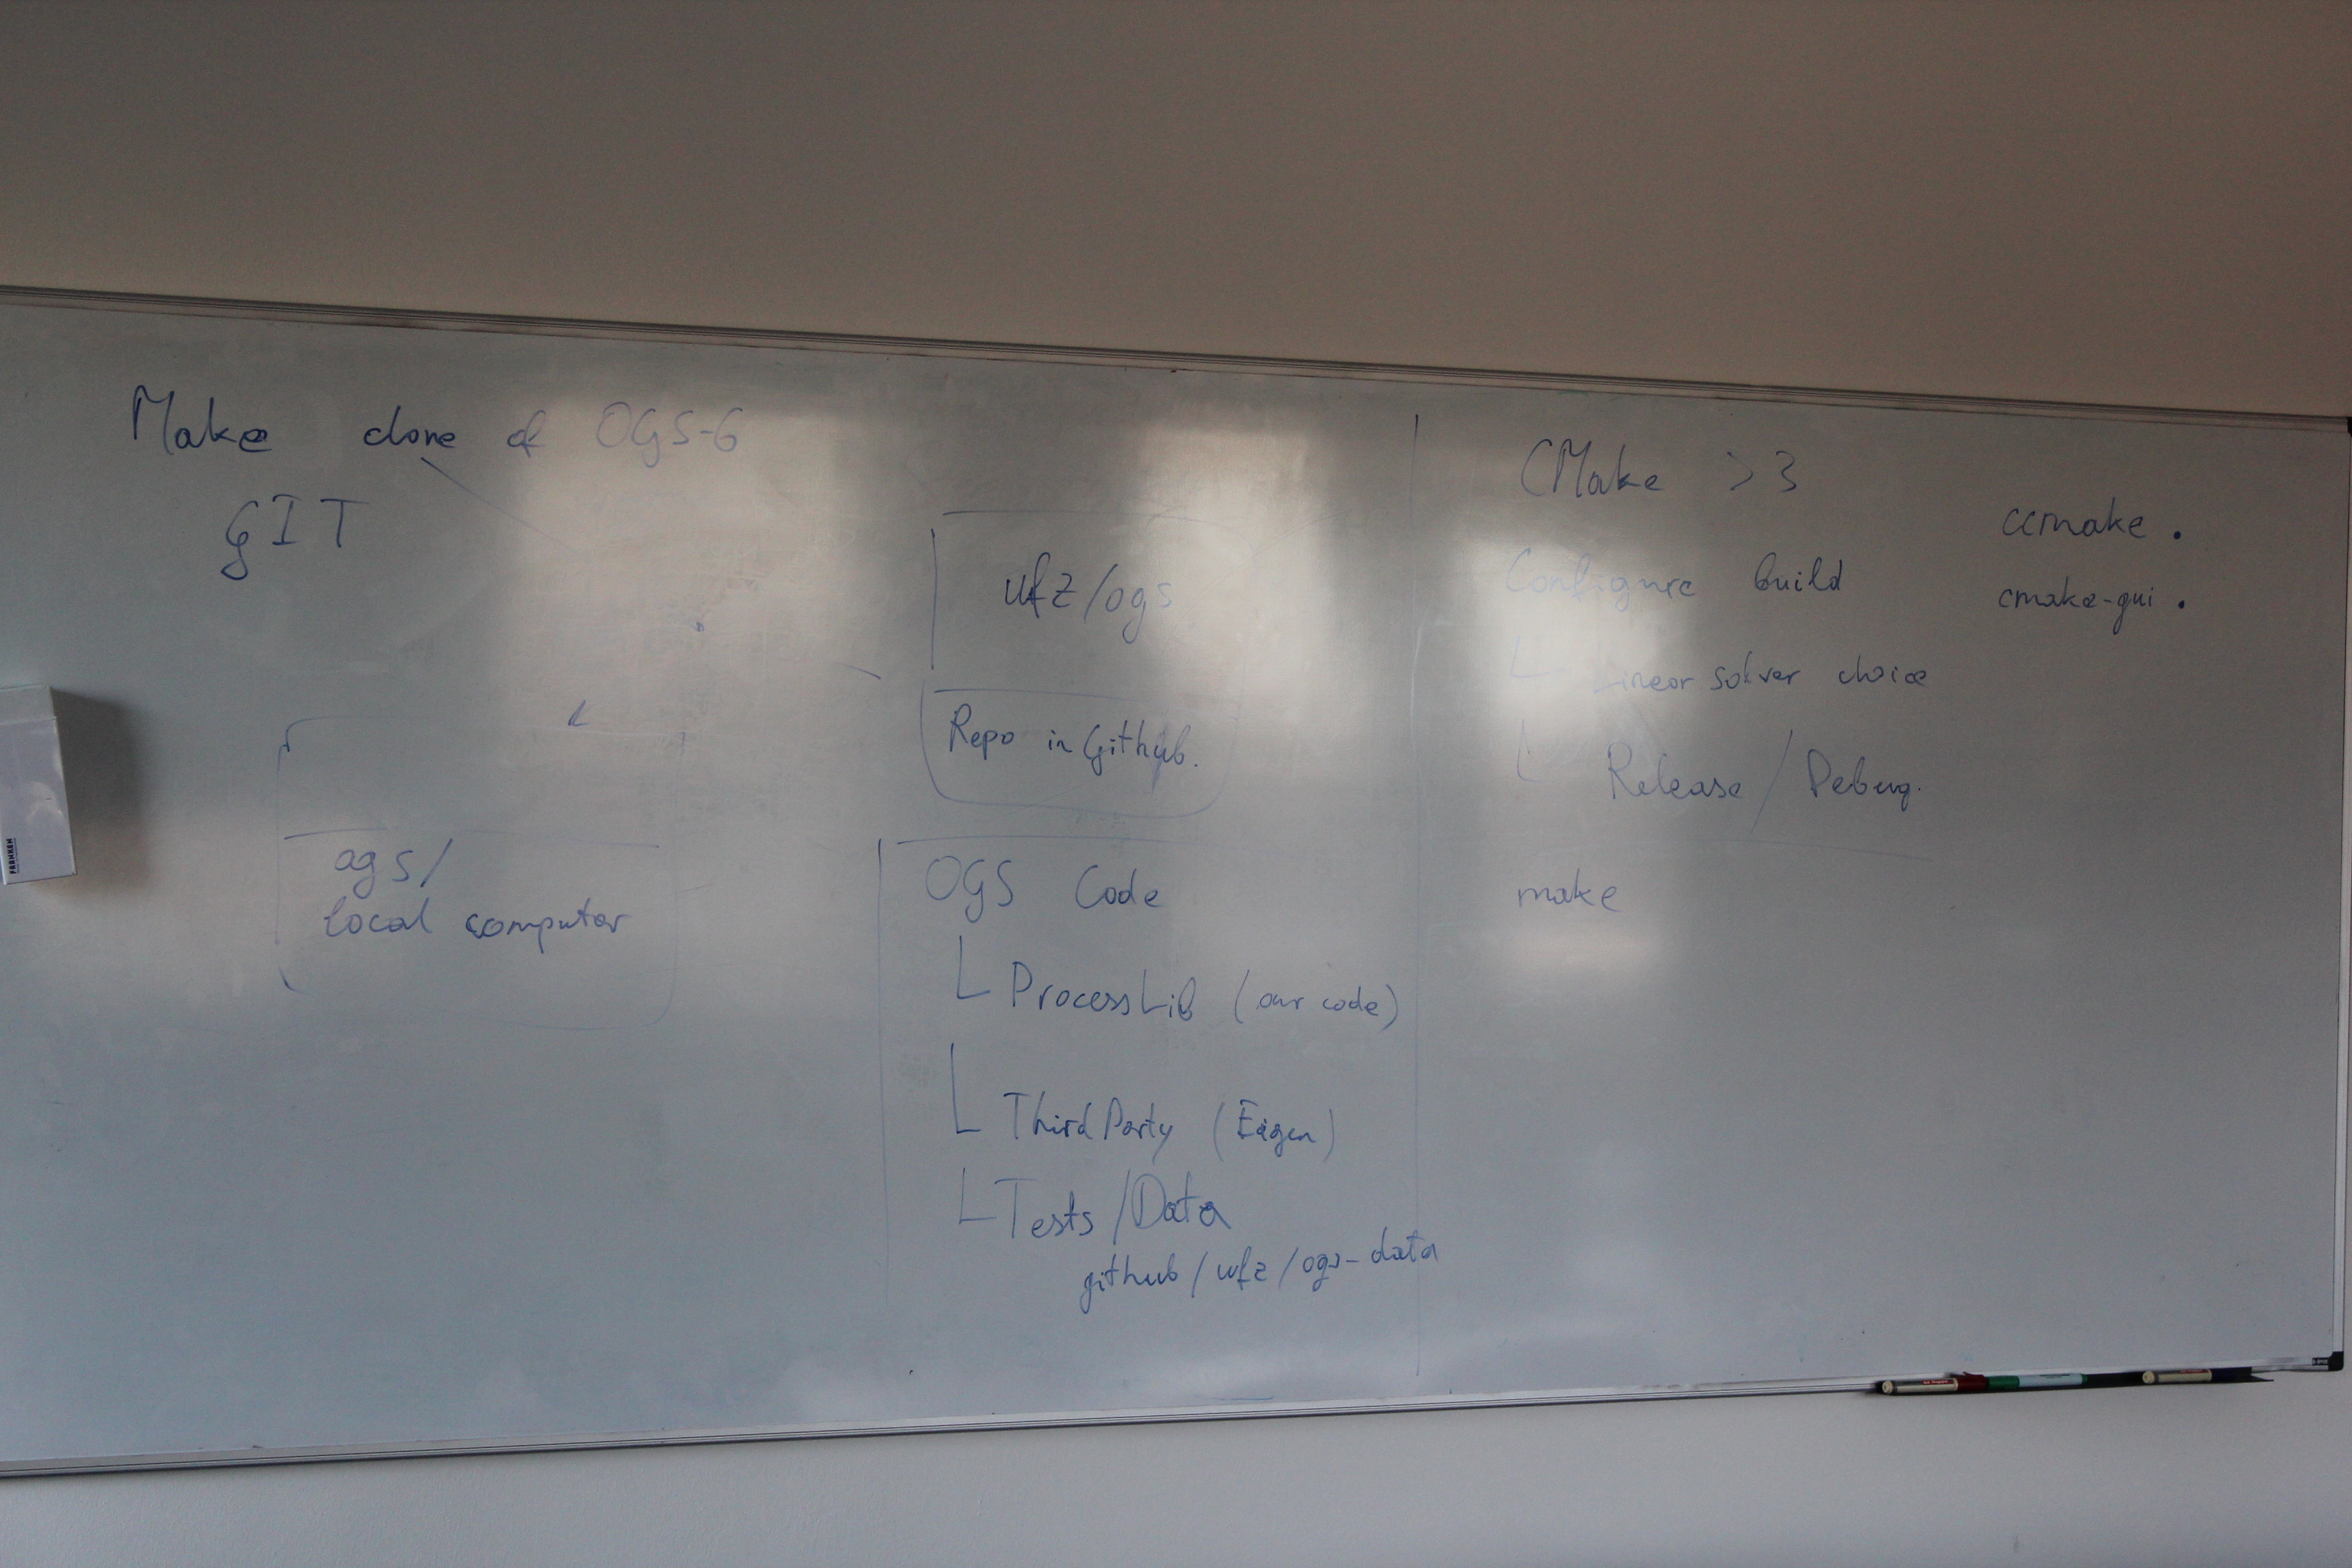 Make clone of OGS-6
GIT
ufz/ogs
Repo in Github.
ogs/
local computer
OGS Code
ProcessLib (our code)
ThirdParty (Eigen)
Tests/Data
github/ufz/ogs-data
CMake >3
Configure build
Linear solver choice
Release / Debug.
make
ccmake .
cmake-gui .
FRANKEN